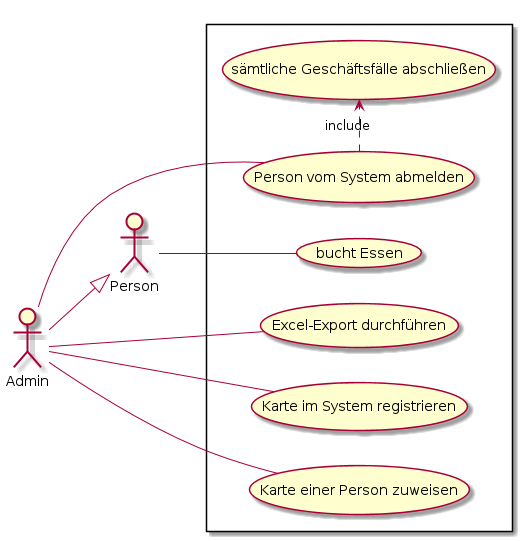 sämtliche Geschäftsfälle abschließen
include
Person vom System abmelden
bucht Essen
Person
Excel-Export durchführen
Admin
Karte im System registrieren
Karte einer Person zuweisen